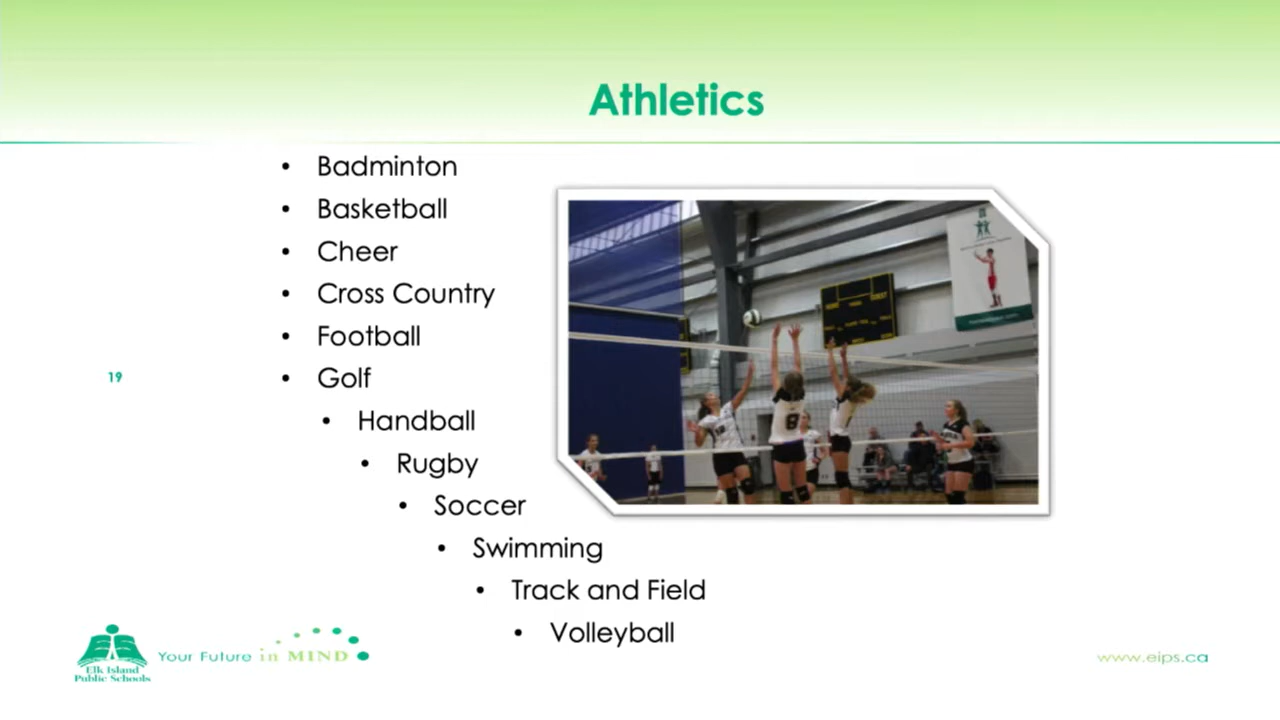 Athletics
• Badminton
• Basketball
• Cheer
• Cross Country
• Football
• Golf
• Handball
• Rugby
• Soccer
• Swimming
• Track and Field
• Volleyball
19
8
Elk Island
Public Schools
Your Future in MIND
www.eips.ca